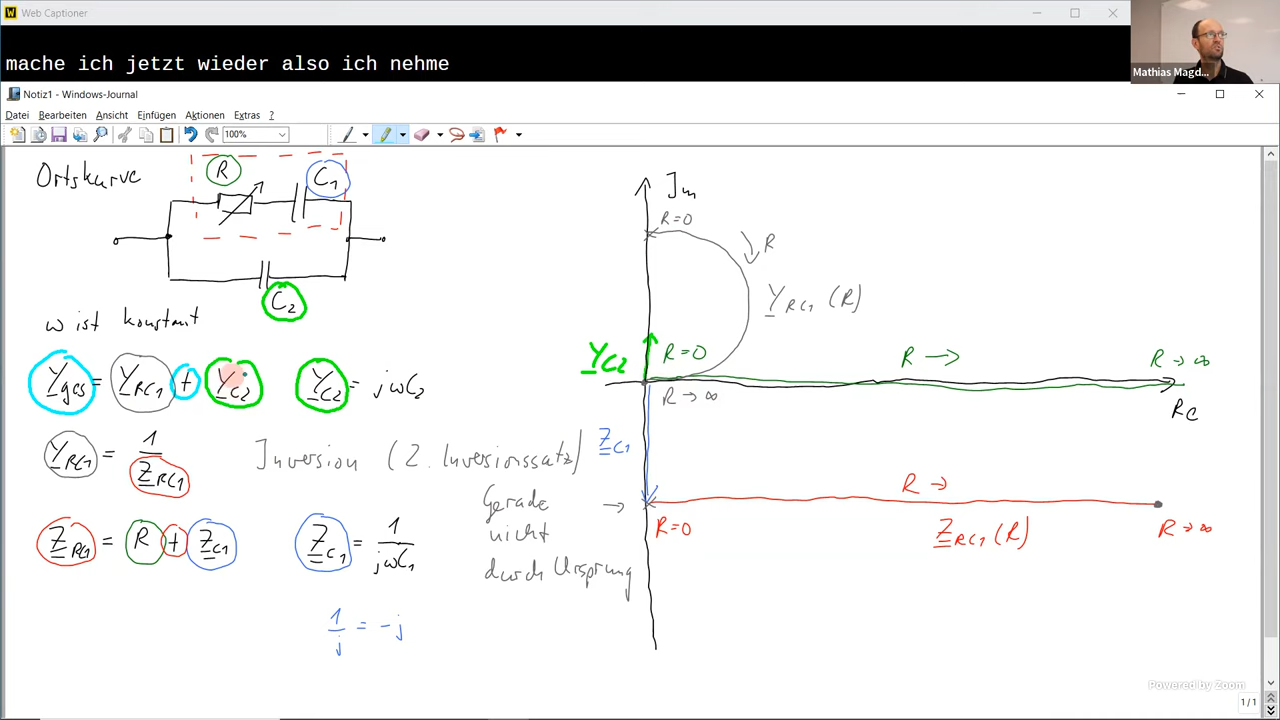 Web Captioner
mache ich jetzt wieder also ich nehme
Mathias Magd...
Notiz1 - Windows-Journal
Datei Bearbeiten Ansicht Einfügen Aktionen Extras ?
100%
Ortskurve
R
C1
C2
ω ist konstant
Yges = YRC1 + YC2
YC2 = jωC2
YRC1 = 1/ZRC1
Inversion (2. Inversionssatz)
Gerade →
nicht
durch Ursprung
ZRC1 = R + ZC1
ZC1 = 1/jωC1
1/j = -j
Im
R=0
R
YRC1 (R)
YC2
R=0
R →
R → ∞
R → ∞
Re
ZC1
R →
R=0
ZRC1 (R)
R → ∞
Powered by Zoom
1/1